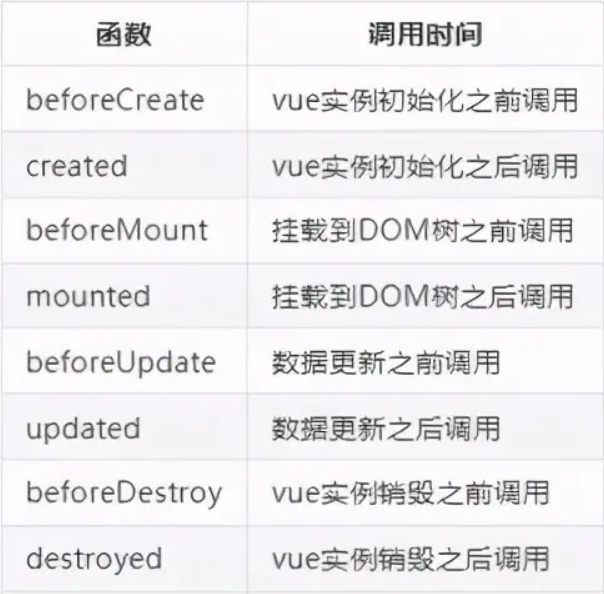 函数 调用时间
beforeCreate vue实例初始化之前调用
created vue实例初始化之后调用
beforeMount 挂载到DOM树之前调用
mounted 挂载到DOM树之后调用
beforeUpdate 数据更新之前调用
updated 数据更新之后调用
beforeDestroy vue实例销毁之前调用
destroyed vue实例销毁之后调用